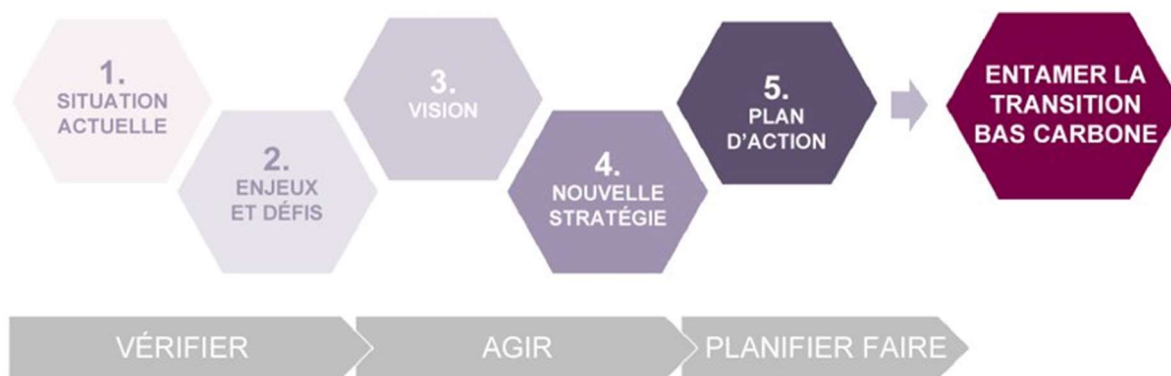 1.
SITUATION
ACTUELLE
2.
ENJEUX
ET DÉFIS
3.
VISION
4.
NOUVELLE
STRATÉGIE
5.
PLAN
D’ACTION
ENTAMER LA
TRANSITION
BAS CARBONE
VÉRIFIER
AGIR
PLANIFIER FAIRE